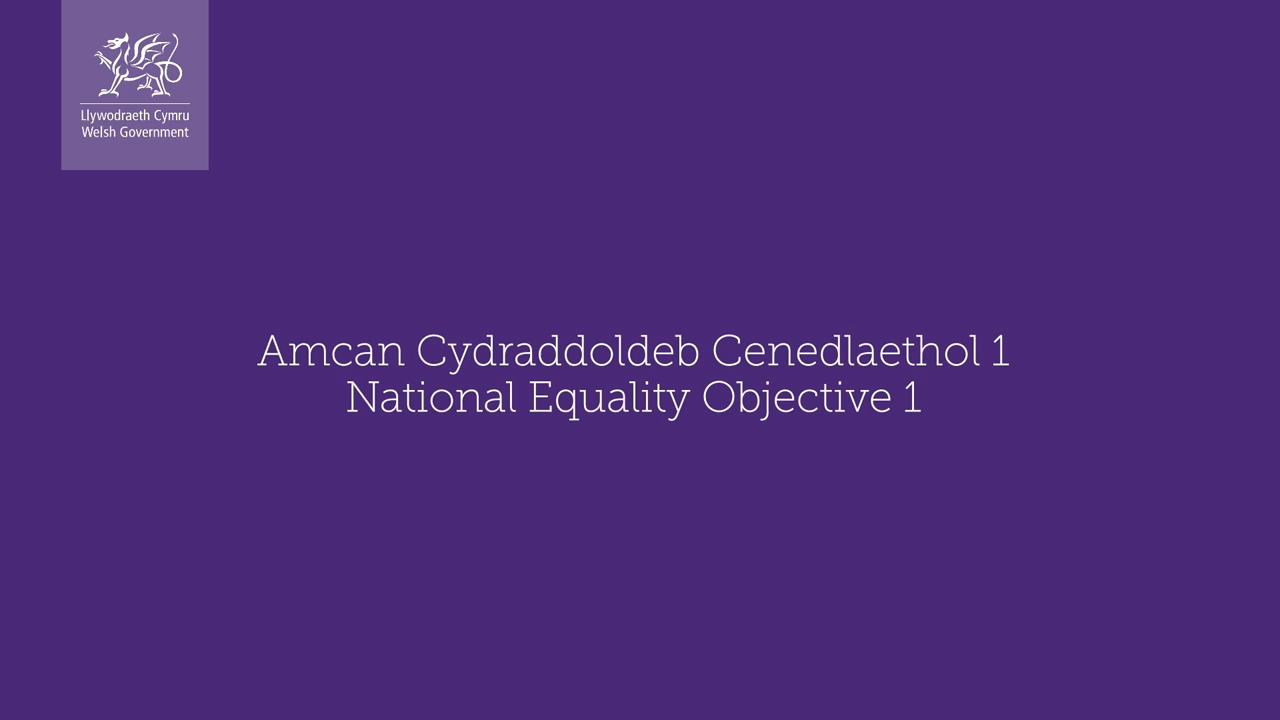 Llywodraeth Cymru
Welsh Government
Amcan Cydraddoldeb Cenedlaethol 1
National Equality Objective 1